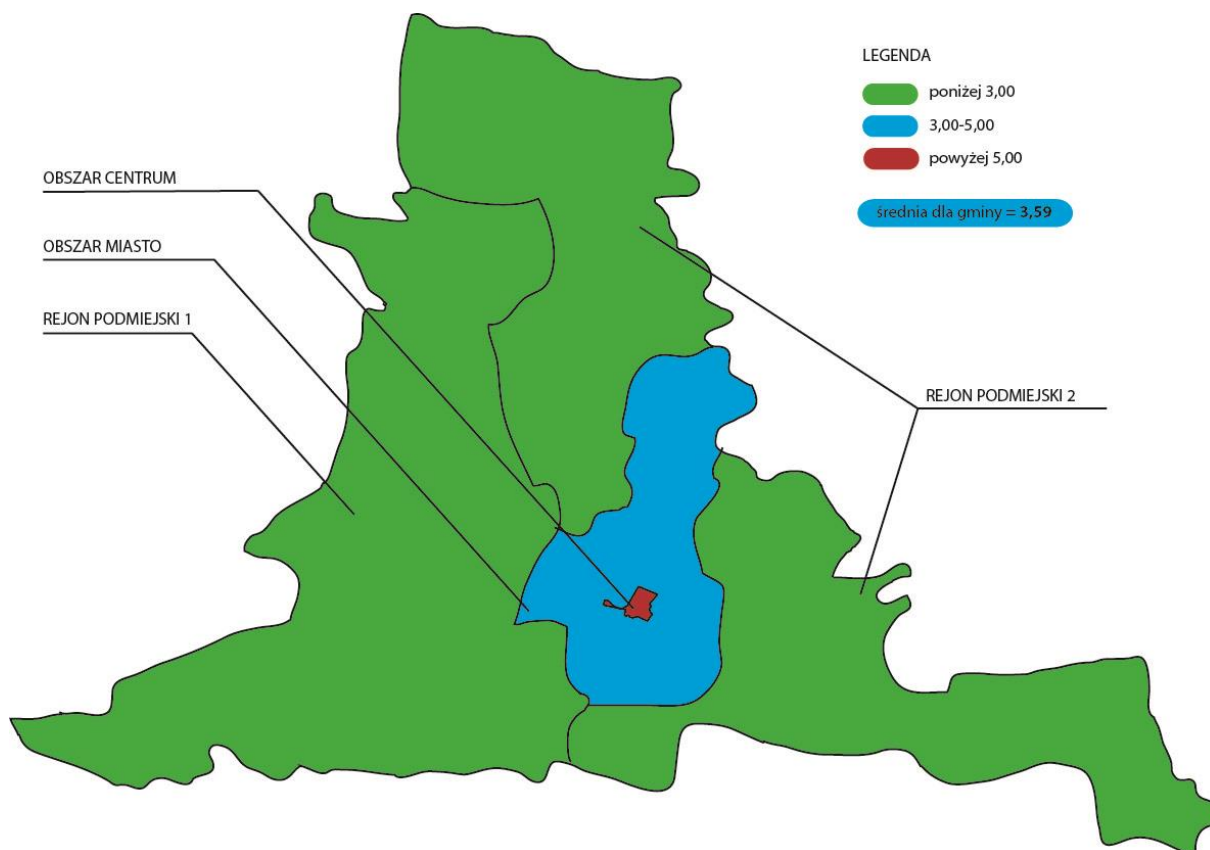 LEGENDA
poniżej 3,00
3,00-5,00
powyżej 5,00
średnia dla gminy = 3,59
OBSZAR CENTRUM
OBSZAR MIASTO
REJON PODMIEJSKI 1
REJON PODMIEJSKI 2